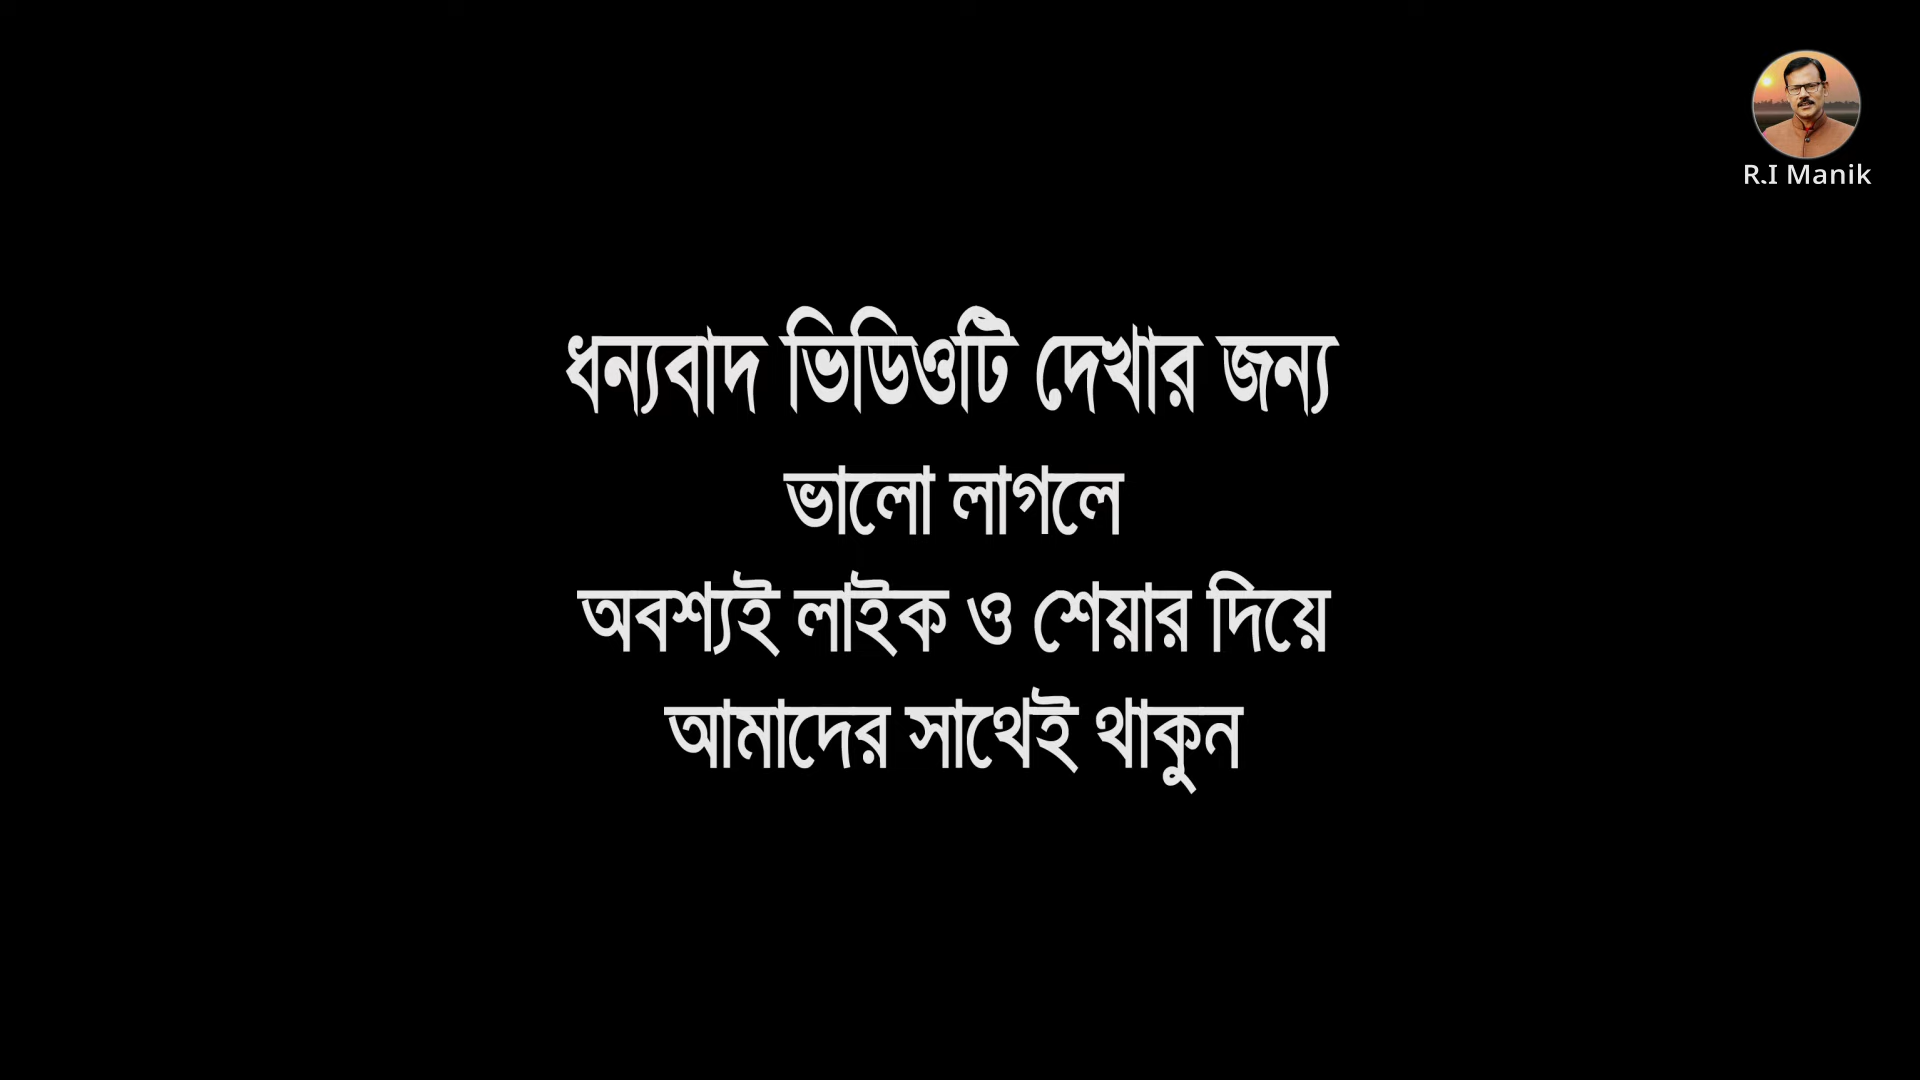 R.I Manik
ধন্যবাদ ভিডিওটি দেখার জন্য
ভালো লাগলে
অবশ্যই লাইক ও শেয়ার দিয়ে
আমাদের সাথেই থাকুন